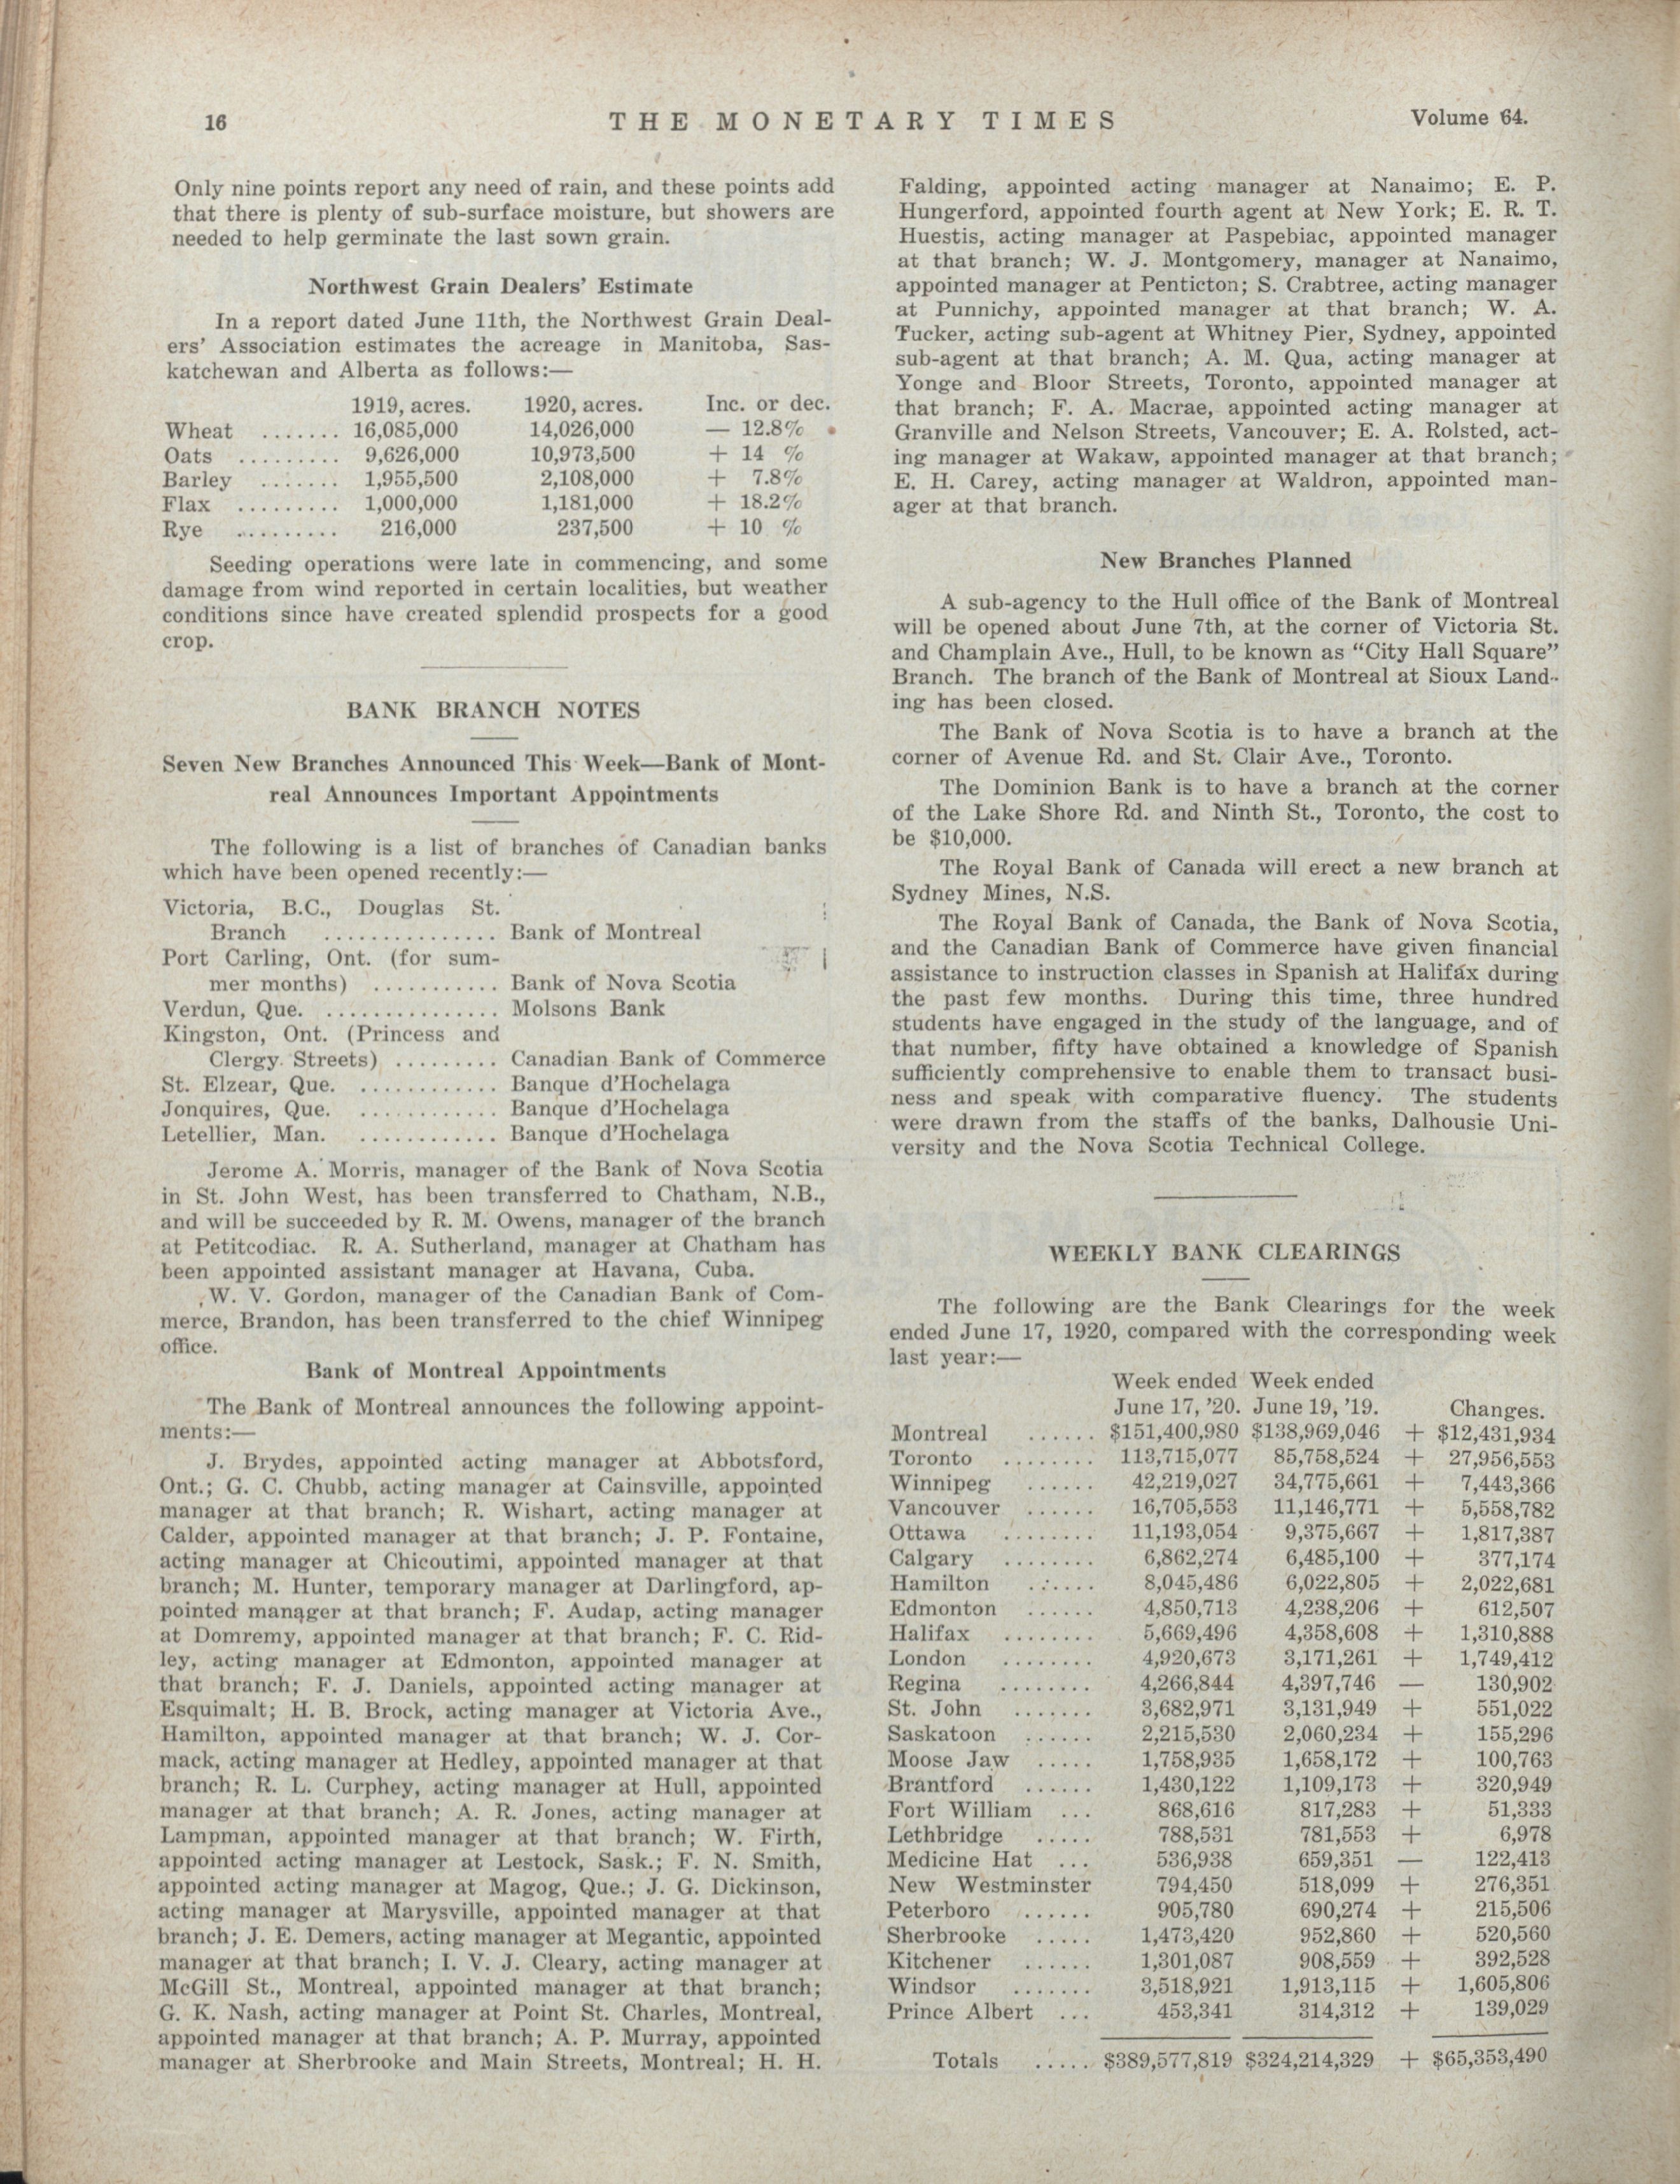 16
THE MONETARY TIMES
Volume 64.
Only nine points report any need of rain, and these points add
that there is plenty of sub-surface moisture, but showers are
needed to help germinate the last sown grain.
Northwest Grain Dealers' Estimate
In a report dated June 11th, the Northwest Grain Deal-
ers' Association estimates the acreage in Manitoba, Sas-
katchewan and Alberta as follows:—
1919, acres. 1920, acres. Inc. or dec.
Wheat ....... 16,085,000 14,026,000 — 12.8%
Oats ......... 9,626,000 10,973,500 + 14 %
Barley ....... 1,955,500 2,108,000 + 7.8%
Flax ......... 1,000,000 1,181,000 + 18.2%
Rye .......... 216,000 237,500 + 10 %
Seeding operations were late in commencing, and some
damage from wind reported in certain localities, but weather
conditions since have created splendid prospects for a good
crop.
BANK BRANCH NOTES
Seven New Branches Announced This Week—Bank of Mont-
real Announces Important Appointments
The following is a list of branches of Canadian banks
which have been opened recently:—
Victoria, B.C., Douglas St.
Branch ............... Bank of Montreal
Port Carling, Ont. (for sum-
mer months) ........... Bank of Nova Scotia
Verdun, Que. ............... Molsons Bank
Kingston, Ont. (Princess and
Clergy Streets) ......... Canadian Bank of Commerce
St. Elzear, Que. ............ Banque d'Hochelaga
Jonquires, Que. ............ Banque d'Hochelaga
Letellier, Man. ............ Banque d'Hochelaga
Jerome A. Morris, manager of the Bank of Nova Scotia
in St. John West, has been transferred to Chatham, N.B.,
and will be succeeded by R. M. Owens, manager of the branch
at Petitcodiac. R. A. Sutherland, manager at Chatham has
been appointed assistant manager at Havana, Cuba.
W. V. Gordon, manager of the Canadian Bank of Com-
merce, Brandon, has been transferred to the chief Winnipeg
office.
Bank of Montreal Appointments
The Bank of Montreal announces the following appoint-
ments:—
J. Brydes, appointed acting manager at Abbotsford,
Ont.; G. C. Chubb, acting manager at Cainsville, appointed
manager at that branch; R. Wishart, acting manager at
Calder, appointed manager at that branch; J. P. Fontaine,
acting manager at Chicoutimi, appointed manager at that
branch; M. Hunter, temporary manager at Darlingford, ap-
pointed manager at that branch; F. Audap, acting manager
at Domremy, appointed manager at that branch; F. C. Rid-
ley, acting manager at Edmonton, appointed manager at
that branch; F. J. Daniels, appointed acting manager at
Esquimalt; H. B. Brock, acting manager at Victoria Ave.,
Hamilton, appointed manager at that branch; W. J. Cor-
mack, acting manager at Hedley, appointed manager at that
branch; R. L. Curphey, acting manager at Hull, appointed
manager at that branch; A. R. Jones, acting manager at
Lampman, appointed manager at that branch; W. Firth,
appointed acting manager at Lestock, Sask.; F. N. Smith,
appointed acting manager at Magog, Que.; J. G. Dickinson,
acting manager at Marysville, appointed manager at that
branch; J. E. Demers, acting manager at Megantic, appointed
manager at that branch; I. V. J. Cleary, acting manager at
McGill St., Montreal, appointed manager at that branch;
G. K. Nash, acting manager at Point St. Charles, Montreal,
appointed manager at that branch; A. P. Murray, appointed
manager at Sherbrooke and Main Streets, Montreal; H. H.
Falding, appointed acting manager at Nanaimo; E. P.
Hungerford, appointed fourth agent at New York; E. R. T.
Huestis, acting manager at Paspebiac, appointed manager
at that branch; W. J. Montgomery, manager at Nanaimo,
appointed manager at Penticton; S. Crabtree, acting manager
at Punnichy, appointed manager at that branch; W. A.
Tucker, acting sub-agent at Whitney Pier, Sydney, appointed
sub-agent at that branch; A. M. Qua, acting manager at
Yonge and Bloor Streets, Toronto, appointed manager at
that branch; F. A. Macrae, appointed acting manager at
Granville and Nelson Streets, Vancouver; E. A. Rolsted, act-
ing manager at Wakaw, appointed manager at that branch;
E. H. Carey, acting manager at Waldron, appointed man-
ager at that branch.
New Branches Planned
A sub-agency to the Hull office of the Bank of Montreal
will be opened about June 7th, at the corner of Victoria St.
and Champlain Ave., Hull, to be known as "City Hall Square"
Branch. The branch of the Bank of Montreal at Sioux Land-
ing has been closed.
The Bank of Nova Scotia is to have a branch at the
corner of Avenue Rd. and St. Clair Ave., Toronto.
The Dominion Bank is to have a branch at the corner
of the Lake Shore Rd. and Ninth St., Toronto, the cost to
be $10,000.
The Royal Bank of Canada will erect a new branch at
Sydney Mines, N.S.
The Royal Bank of Canada, the Bank of Nova Scotia,
and the Canadian Bank of Commerce have given financial
assistance to instruction classes in Spanish at Halifax during
the past few months. During this time, three hundred
students have engaged in the study of the language, and of
that number, fifty have obtained a knowledge of Spanish
sufficiently comprehensive to enable them to transact busi-
ness and speak with comparative fluency. The students
were drawn from the staffs of the banks, Dalhousie Uni-
versity and the Nova Scotia Technical College.
WEEKLY BANK CLEARINGS
The following are the Bank Clearings for the week
ended June 17, 1920, compared with the corresponding week
last year:—
Week ended Week ended
June 17, '20. June 19, '19. Changes.
Montreal ...... $151,400,980 $138,969,046 + $12,431,934
Toronto ........ 113,715,077 85,758,524 + 27,956,553
Winnipeg ...... 42,219,027 34,775,661 + 7,443,366
Vancouver ...... 16,705,553 11,146,771 + 5,558,782
Ottawa ........ 11,193,054 9,375,667 + 1,817,387
Calgary ........ 6,862,274 6,485,100 + 377,174
Hamilton ...... 8,045,486 6,022,805 + 2,022,681
Edmonton ...... 4,850,713 4,238,206 + 612,507
Halifax ........ 5,669,496 4,358,608 + 1,310,888
London ........ 4,920,673 3,171,261 + 1,749,412
Regina ........ 4,266,844 4,397,746 — 130,902
St. John ....... 3,682,971 3,131,949 + 551,022
Saskatoon ...... 2,215,530 2,060,234 + 155,296
Moose Jaw ..... 1,758,935 1,658,172 + 100,763
Brantford ...... 1,430,122 1,109,173 + 320,949
Fort William ... 868,616 817,283 + 51,333
Lethbridge ..... 788,531 781,553 + 6,978
Medicine Hat ... 536,938 659,351 — 122,413
New Westminster 794,450 518,099 + 276,351
Peterboro ...... 905,780 690,274 + 215,506
Sherbrooke ..... 1,473,420 952,860 + 520,560
Kitchener ...... 1,301,087 908,559 + 392,528
Windsor ....... 3,518,921 1,913,115 + 1,605,806
Prince Albert ... 453,341 314,312 + 139,029
Totals ..... $389,577,819 $324,214,329 + $65,353,490